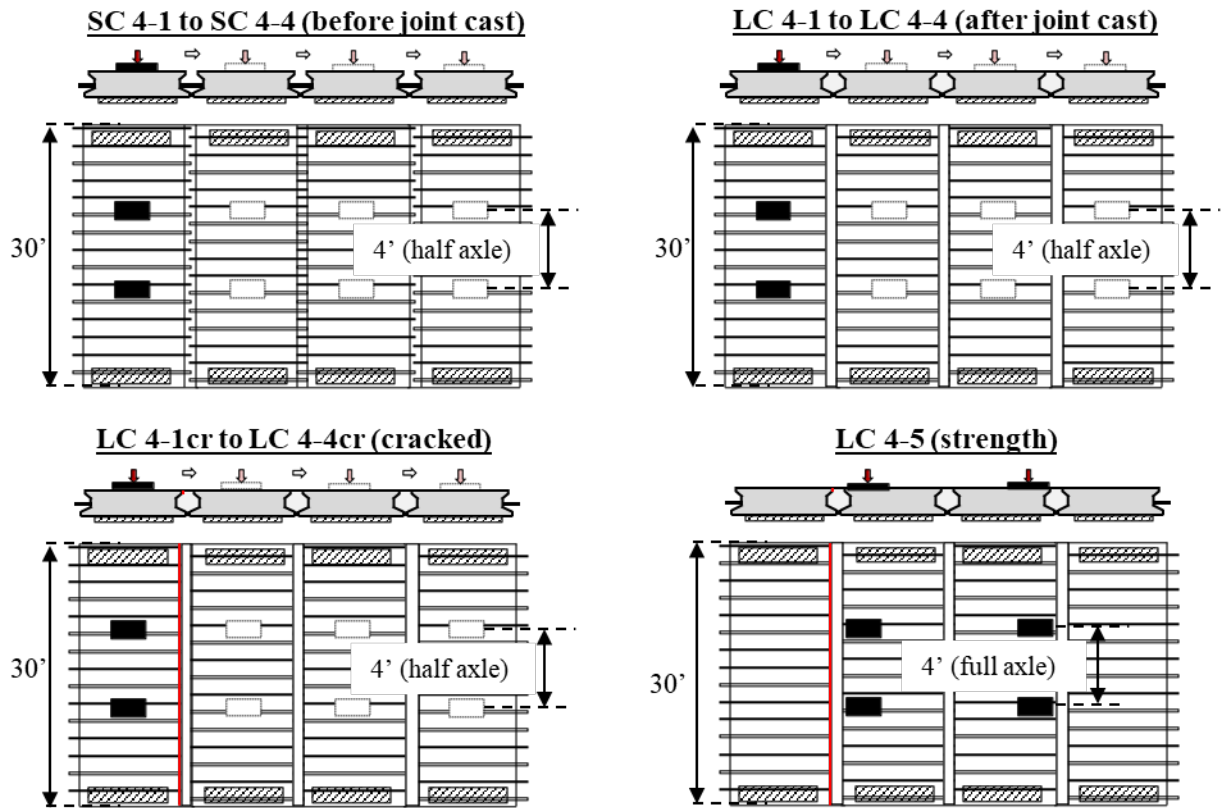 SC 4-1 to SC 4-4 (before joint cast)
30’
4’ (half axle)
LC 4-1 to LC 4-4 (after joint cast)
30’
4’ (half axle)
LC 4-1cr to LC 4-4cr (cracked)
30’
4’ (half axle)
LC 4-5 (strength)
30’
4’ (full axle)